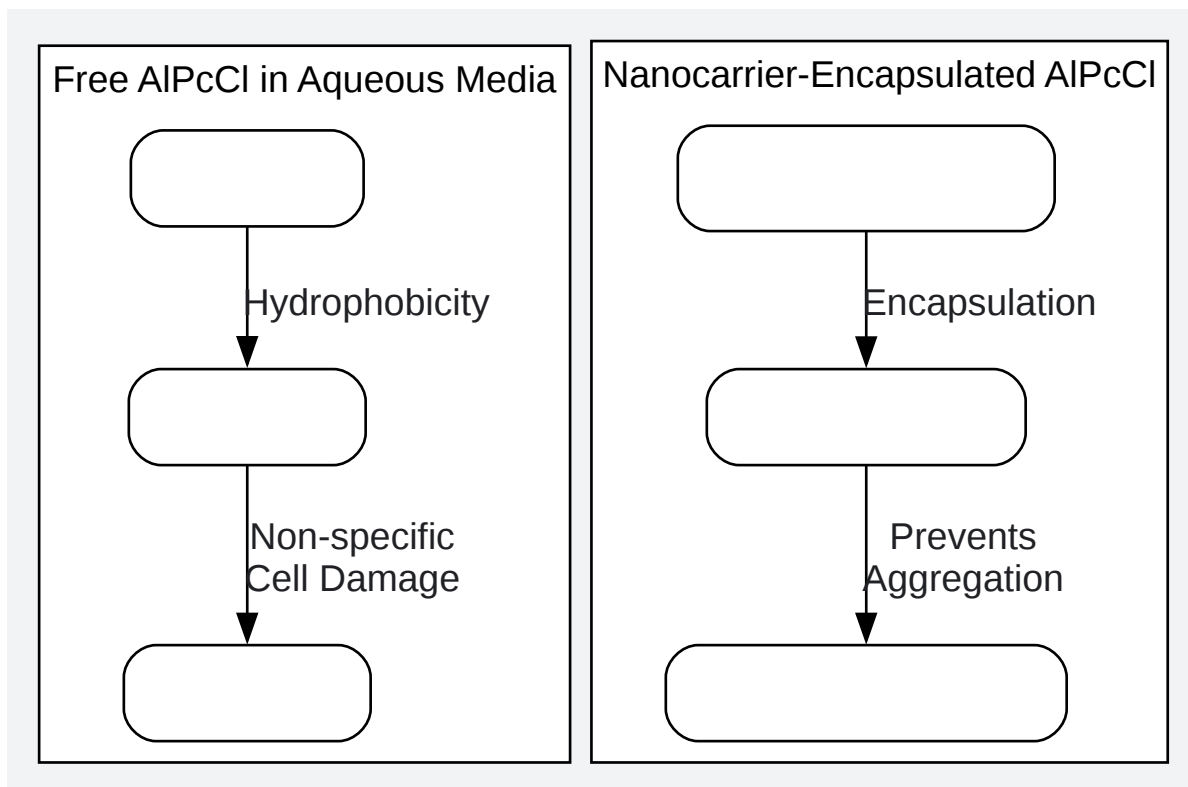 Free AlPcCl in Aqueous Media
Hydrophobicity
Non-specific
Cell Damage
Nanocarrier-Encapsulated AlPcCl
Encapsulation
Prevents
Aggregation